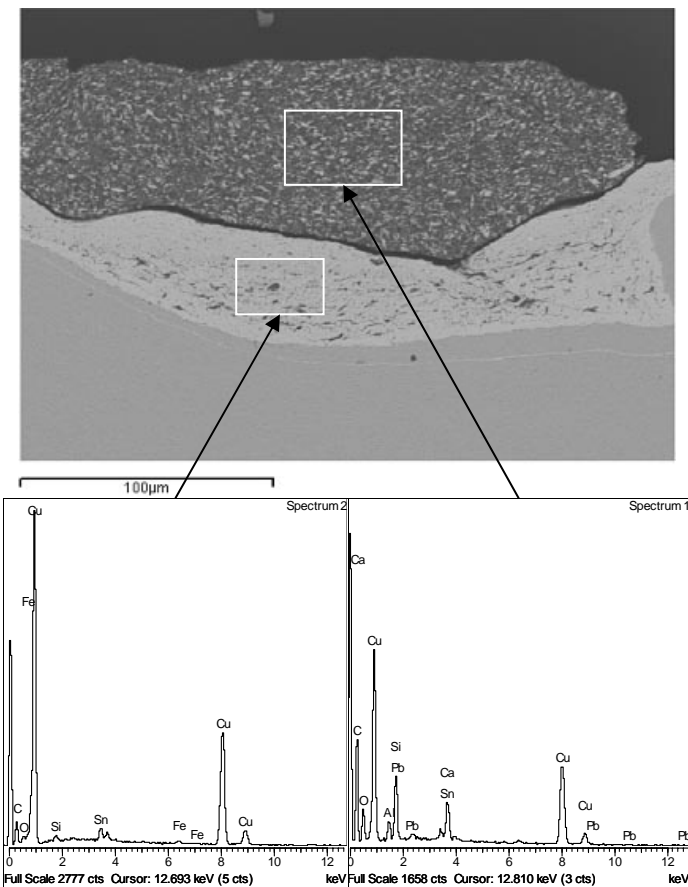 100µm
Spectrum 2
Cu
Fe
Cu
C
O
Si
Sn
Fe
Fe
Cu
0 2 4 6 8 10 12
Full Scale 2777 cts Cursor: 12.693 keV (5 cts) keV
Spectrum 1
Ca
Cu
C
Si
Pb
O
Al
Pb
Ca
Sn
Cu
Cu
Pb
Pb
Pb
0 2 4 6 8 10 12
Full Scale 1658 cts Cursor: 12.810 keV (3 cts) keV